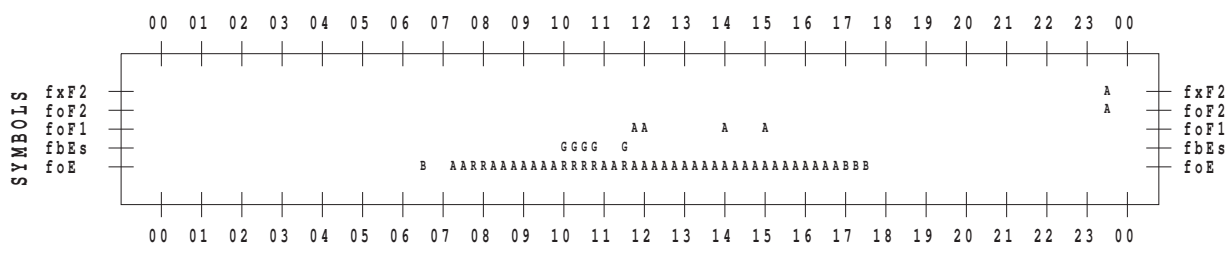 00 01 02 03 04 05 06 07 08 09 10 11 12 13 14 15 16 17 18 19 20 21 22 23 00
SYMBOLS
fxF2 A fxF2
foF2 A foF2
foF1 AA A A foF1
fbEs GGGG G fbEs
foE B AARRAAAAAAARRRRAARAAAAAAAAAAAAAAAAAAAAABBB foE
00 01 02 03 04 05 06 07 08 09 10 11 12 13 14 15 16 17 18 19 20 21 22 23 00